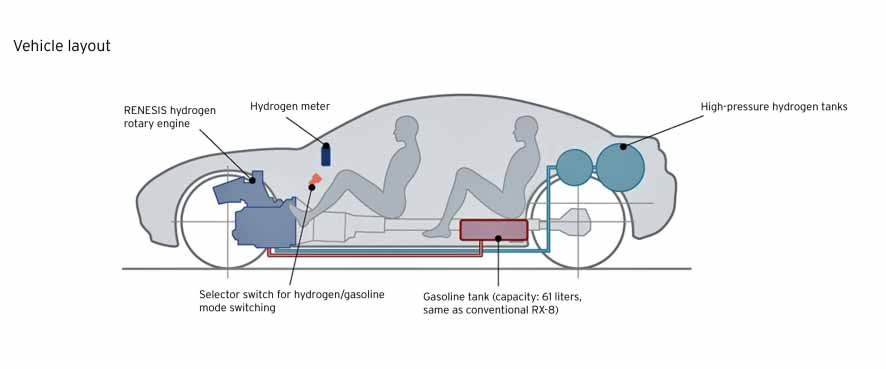 Vehicle layout
RENESIS hydrogen
rotary engine
Hydrogen meter
High-pressure hydrogen tanks
Selector switch for hydrogen/gasoline
mode switching
Gasoline tank (capacity: 61 liters,
same as conventional RX-8)